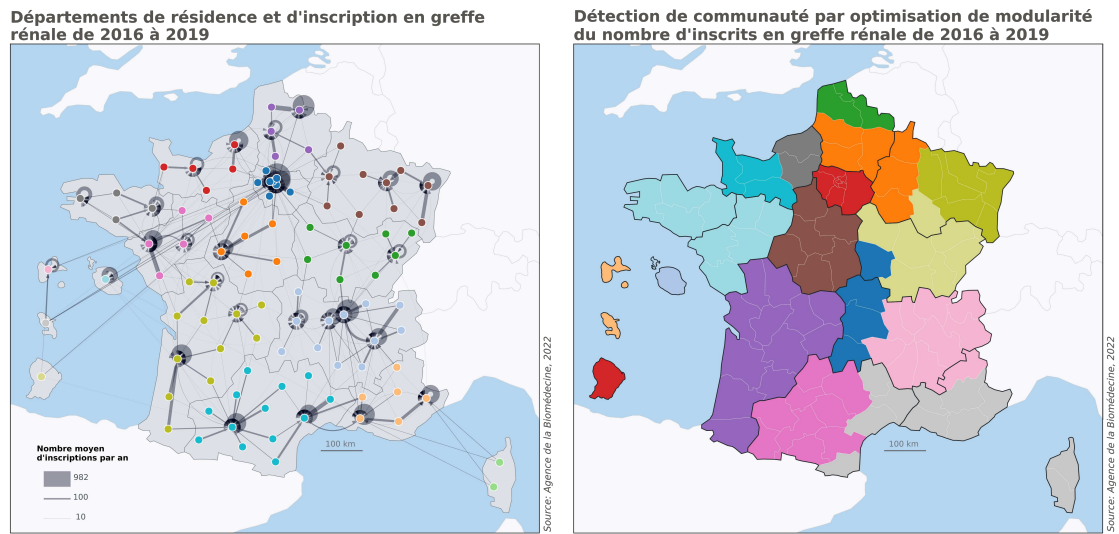 Départements de résidence et d'inscription en greffe
rénale de 2016 à 2019
Nombre moyen
d'inscriptions par an
982
100
10
100 km
Source: Agence de la Biomédecine, 2022
Détection de communauté par optimisation de modularité
du nombre d'inscrits en greffe rénale de 2016 à 2019
100 km
Source: Agence de la Biomédecine, 2022